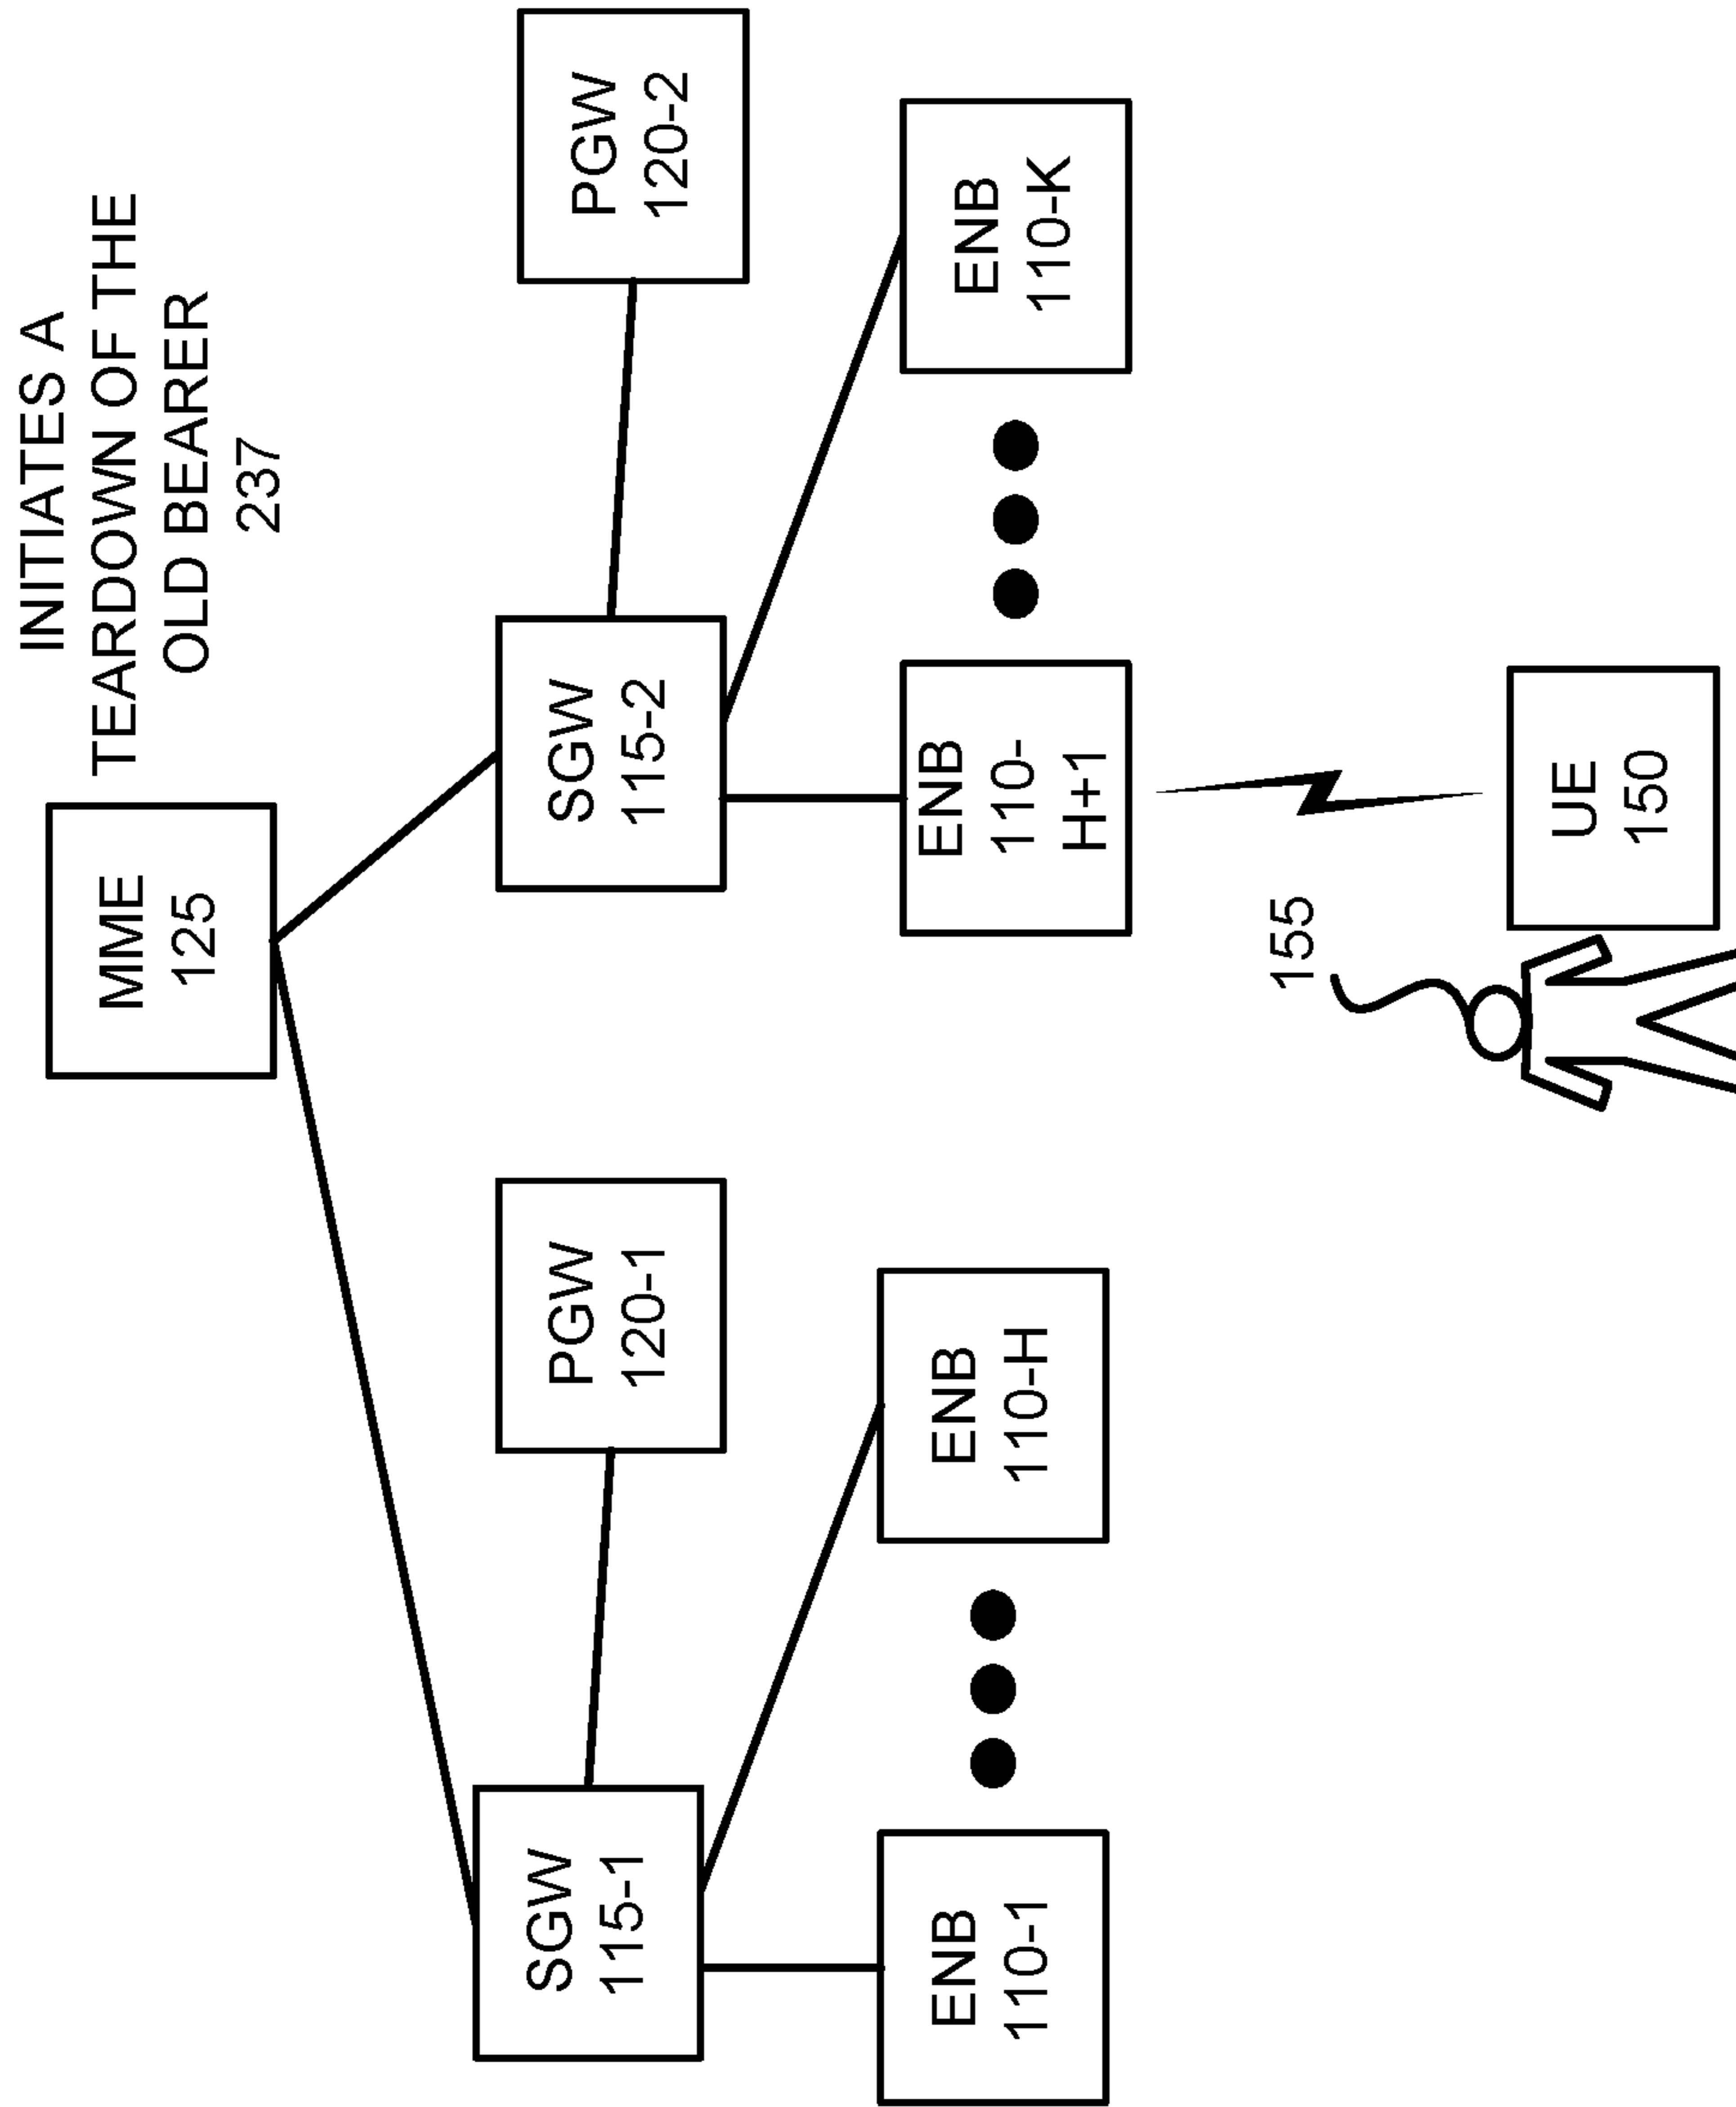 INITIATES A
TEARDOWN OF THE
OLD BEARER
237
MME
125
SGW
115-1
PGW
120-1
SGW
115-2
PGW
120-2
ENB
110-1
ENB
110-H
ENB
110-
H+1
ENB
110-K
155
UE
150